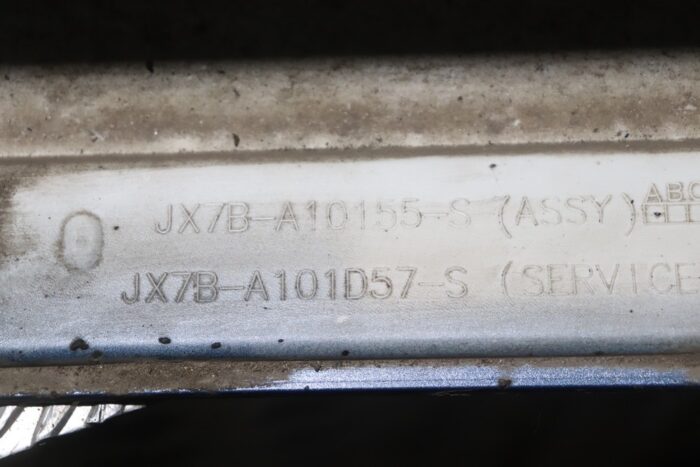 JX7B-A10155-S (ASSY) ABC
JX7B-A101D57-S (SERVICE